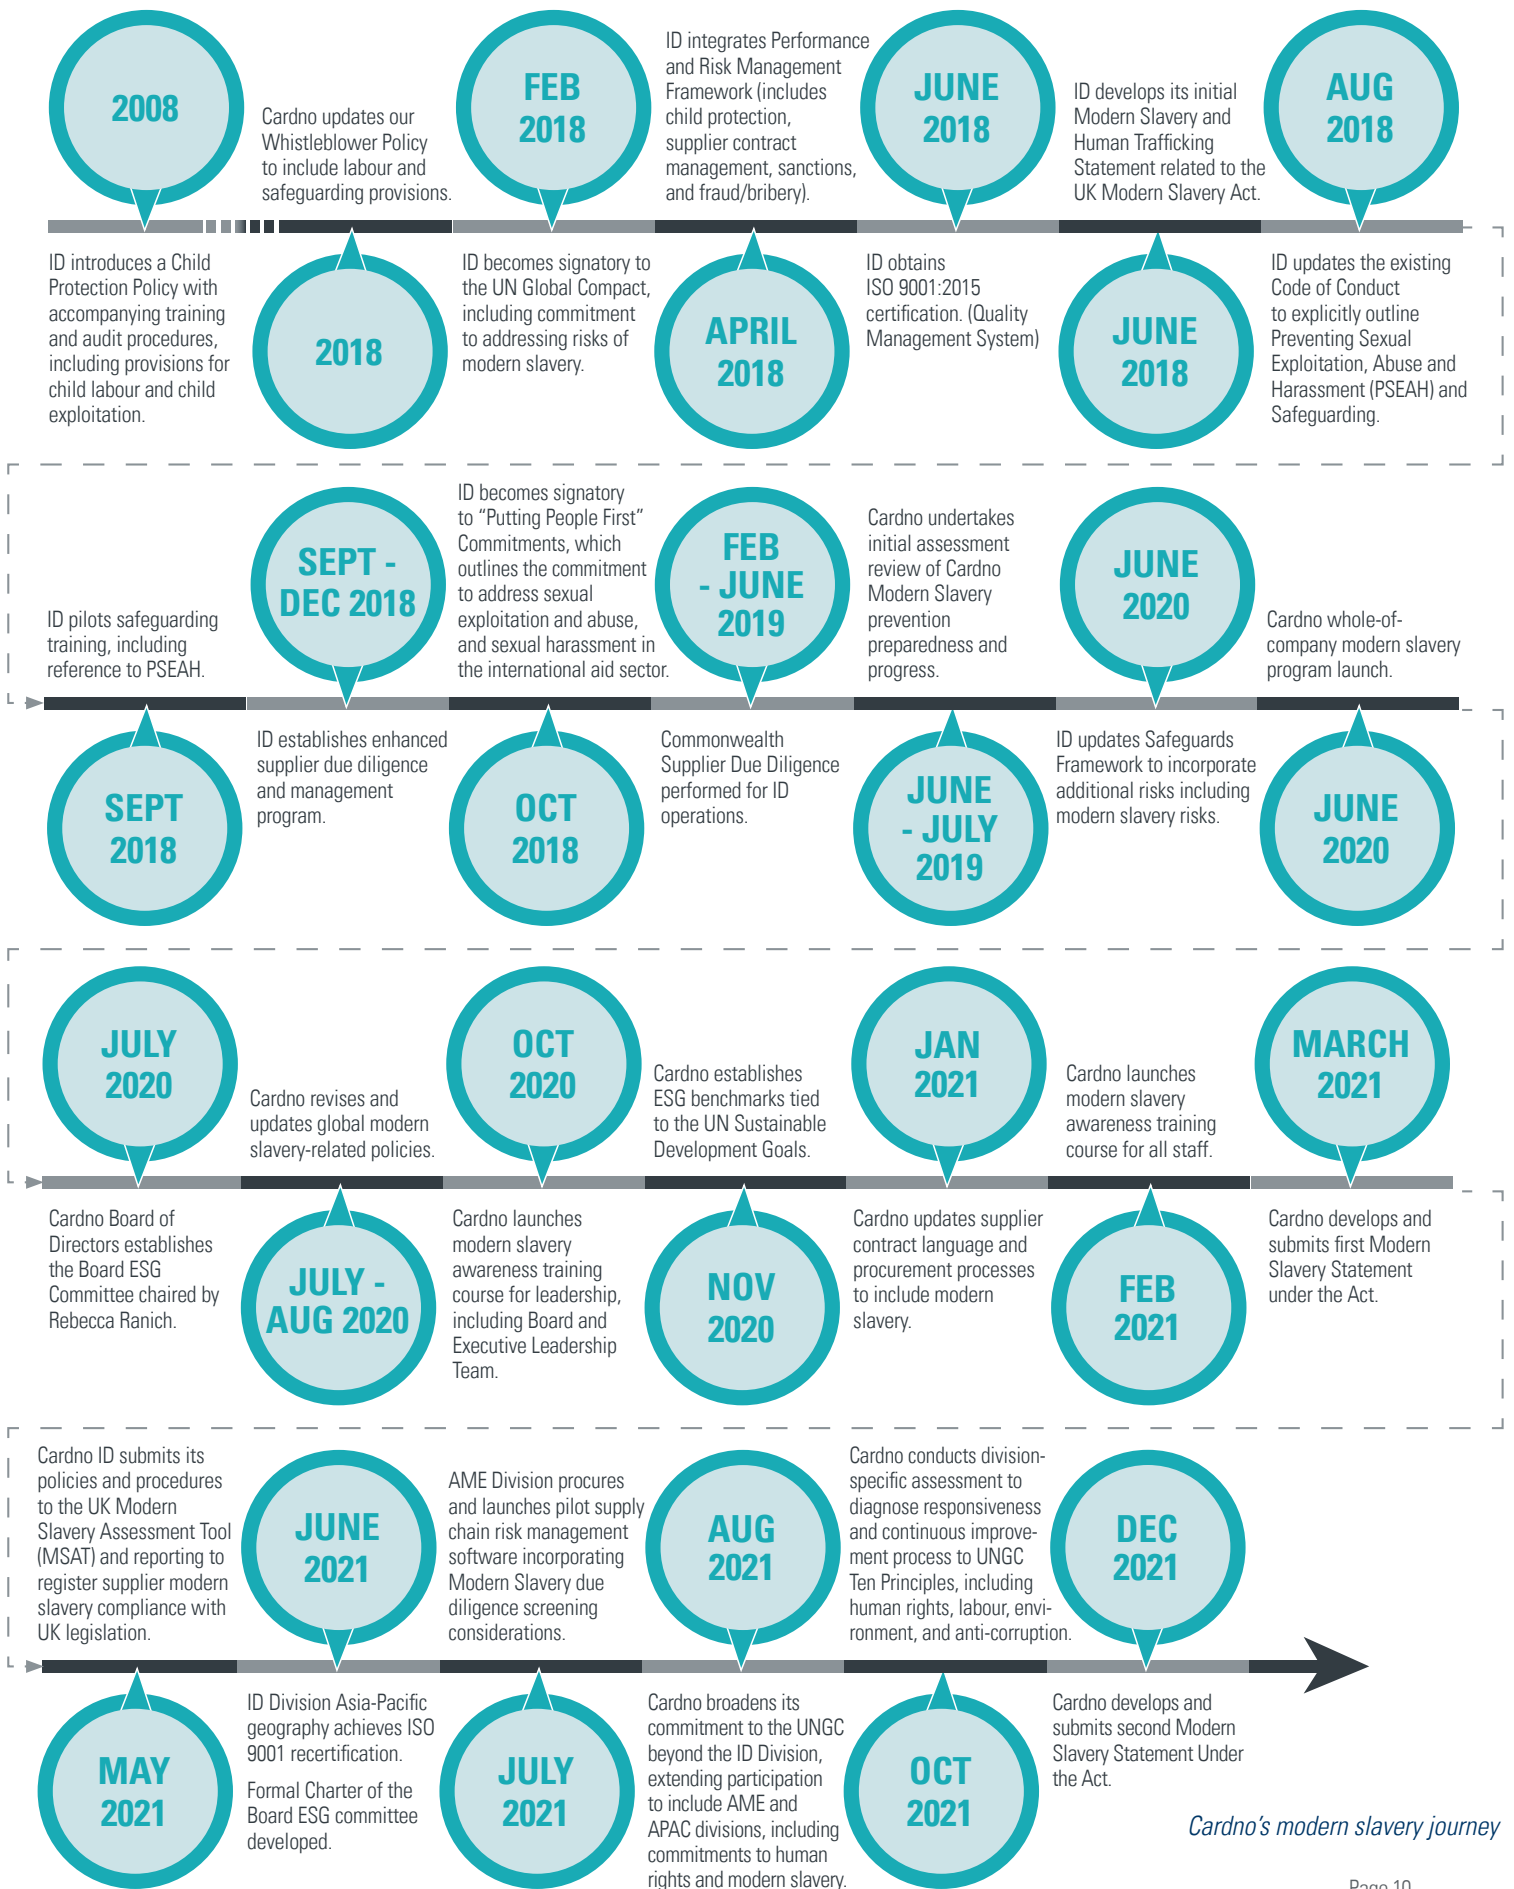 2008
ID introduces a Child
Protection Policy with
accompanying training
and audit procedures,
including provisions for
child labour and child
exploitation.
Cardno updates our
Whistleblower Policy
to include labour and
safeguarding provisions.
2018
FEB
2018
ID becomes signatory to
the UN Global Compact,
including commitment
to addressing risks of
modern slavery.
ID integrates Performance
and Risk Management
Framework (includes
child protection,
supplier contract
management, sanctions,
and fraud/bribery).
APRIL
2018
JUNE
2018
ID obtains
ISO 9001:2015
certification. (Quality
Management System)
ID develops its initial
Modern Slavery and
Human Trafficking
Statement related to the
UK Modern Slavery Act.
JUNE
2018
AUG
2018
ID updates the existing
Code of Conduct
to explicitly outline
Preventing Sexual
Exploitation, Abuse and
Harassment (PSEAH) and
Safeguarding.
ID pilots safeguarding
training, including
reference to PSEAH.
SEPT
2018
SEPT -
DEC 2018
ID establishes enhanced
supplier due diligence
and management
program.
ID becomes signatory
to “Putting People First”
Commitments, which
outlines the commitment
to address sexual
exploitation and abuse,
and sexual harassment in
the international aid sector.
OCT
2018
FEB
- JUNE
2019
Commonwealth
Supplier Due Diligence
performed for ID
operations.
Cardno undertakes
initial assessment
review of Cardno
Modern Slavery
prevention
preparedness and
progress.
JUNE
- JULY
2019
JUNE
2020
ID updates Safeguards
Framework to incorporate
additional risks including
modern slavery risks.
Cardno whole-of-
company modern slavery
program launch.
JUNE
2020
JULY
2020
Cardno Board of
Directors establishes
the Board ESG
Committee chaired by
Rebecca Ranich.
Cardno revises and
updates global modern
slavery-related policies.
JULY -
AUG 2020
OCT
2020
Cardno launches
modern slavery
awareness training
course for leadership,
including Board and
Executive Leadership
Team.
Cardno establishes
ESG benchmarks tied
to the UN Sustainable
Development Goals.
NOV
2020
JAN
2021
Cardno updates supplier
contract language and
procurement processes
to include modern
slavery.
Cardno launches
modern slavery
awareness training
course for all staff.
FEB
2021
MARCH
2021
Cardno develops and
submits first Modern
Slavery Statement
under the Act.
Cardno ID submits its
policies and procedures
to the UK Modern
Slavery Assessment Tool
(MSAT) and reporting to
register supplier modern
slavery compliance with
UK legislation.
MAY
2021
JUNE
2021
ID Division Asia-Pacific
geography achieves ISO
9001 recertification.
Formal Charter of the
Board ESG committee
developed.
AME Division procures
and launches pilot supply
chain risk management
software incorporating
Modern Slavery due
diligence screening
considerations.
JULY
2021
AUG
2021
Cardno broadens its
commitment to the UNGC
beyond the ID Division,
extending participation
to include AME and
APAC divisions, including
commitments to human
rights and modern slavery.
Cardno conducts division-
specific assessment to
diagnose responsiveness
and continuous improve-
ment process to UNGC
Ten Principles, including
human rights, labour, envi-
ronment, and anti-corruption.
OCT
2021
DEC
2021
Cardno develops and
submits second Modern
Slavery Statement Under
the Act.
Cardno’s modern slavery journey
Page 10